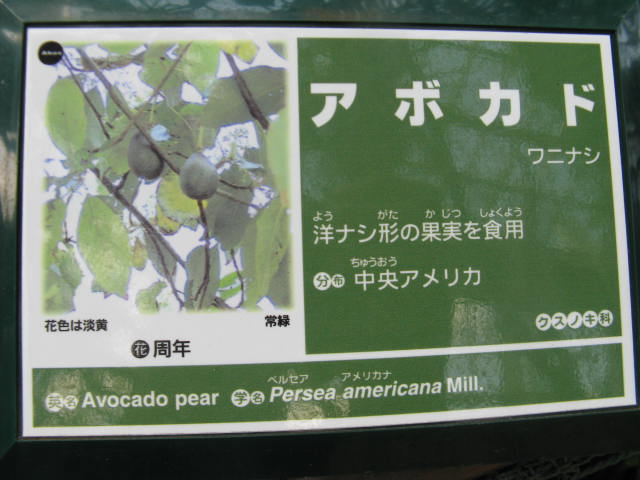 アボカド
ワニナシ
よう がた かじつ しょくよう
洋ナシ形の果実を食用
ちゅうおう
分布 中央アメリカ
クスノキ科
花色は淡黄 常緑
花 周年
ペルセア アメリカナ
英名 Avocado pear 学名 Persea americana Mill.